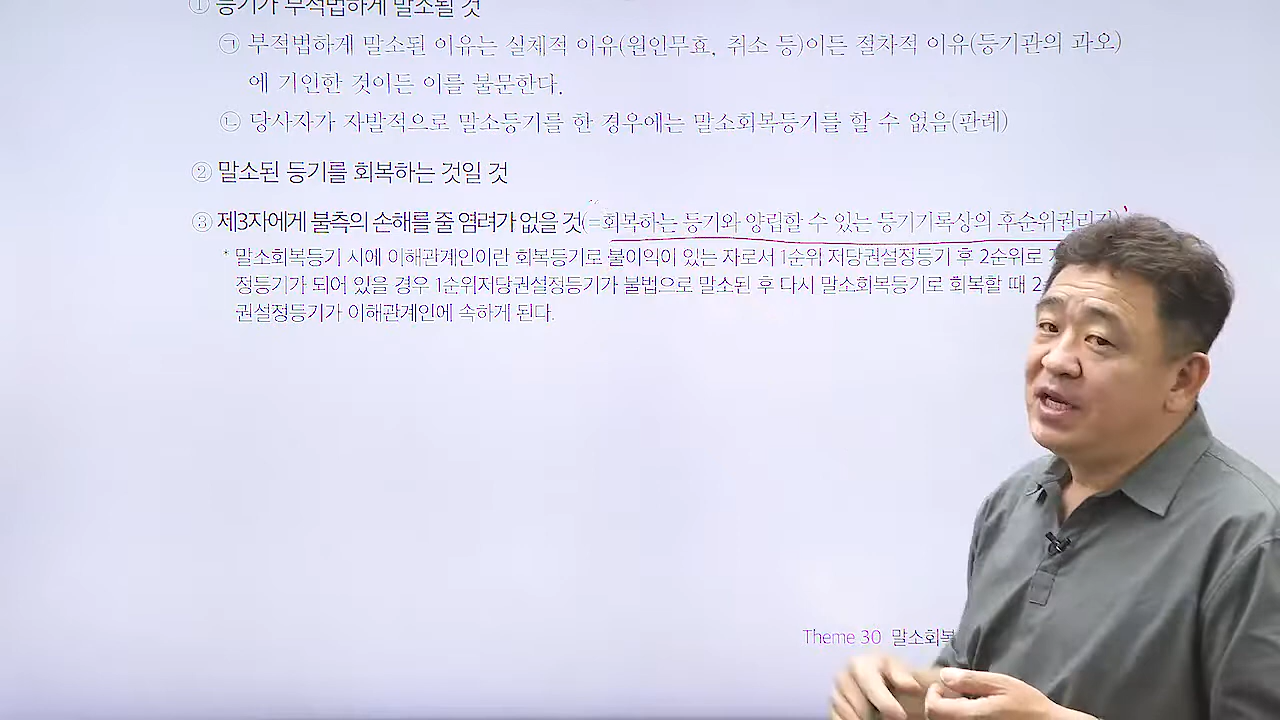 ① 등기가 부적법하게 말소될 것
㉠ 부적법하게 말소된 이유는 실체적 이유(원인무효, 취소 등)이든 절차적 이유(등기관의 과오)
에 기인한 것이든 이를 불문한다.
㉡ 당사자가 자발적으로 말소등기를 한 경우에는 말소회복등기를 할 수 없음(판례)
② 말소된 등기를 회복하는 것일 것
③ 제3자에게 불측의 손해를 줄 염려가 없을 것(=회복하는 등기와 양립할 수 있는 등기기록상의 후순위권리자)
* 말소회복등기 시에 이해관계인이란 회복등기로 불이익이 있는 자로서 1순위 저당권설정등기 후 2순위로
정등기가 되어 있을 경우 1순위저당권설정등기가 불법으로 말소된 후 다시 말소회복등기로 회복할 때 2
권설정등기가 이해관계인에 속하게 된다.
Theme 30 말소회복